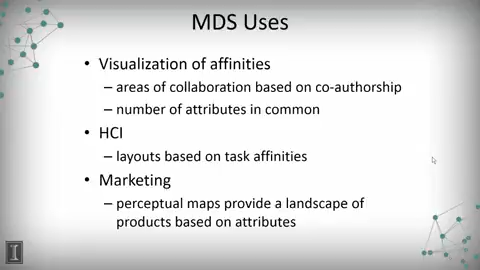 MDS Uses
• Visualization of affinities
– areas of collaboration based on co-authorship
– number of attributes in common
• HCI
– layouts based on task affinities
• Marketing
– perceptual maps provide a landscape of
products based on attributes
I